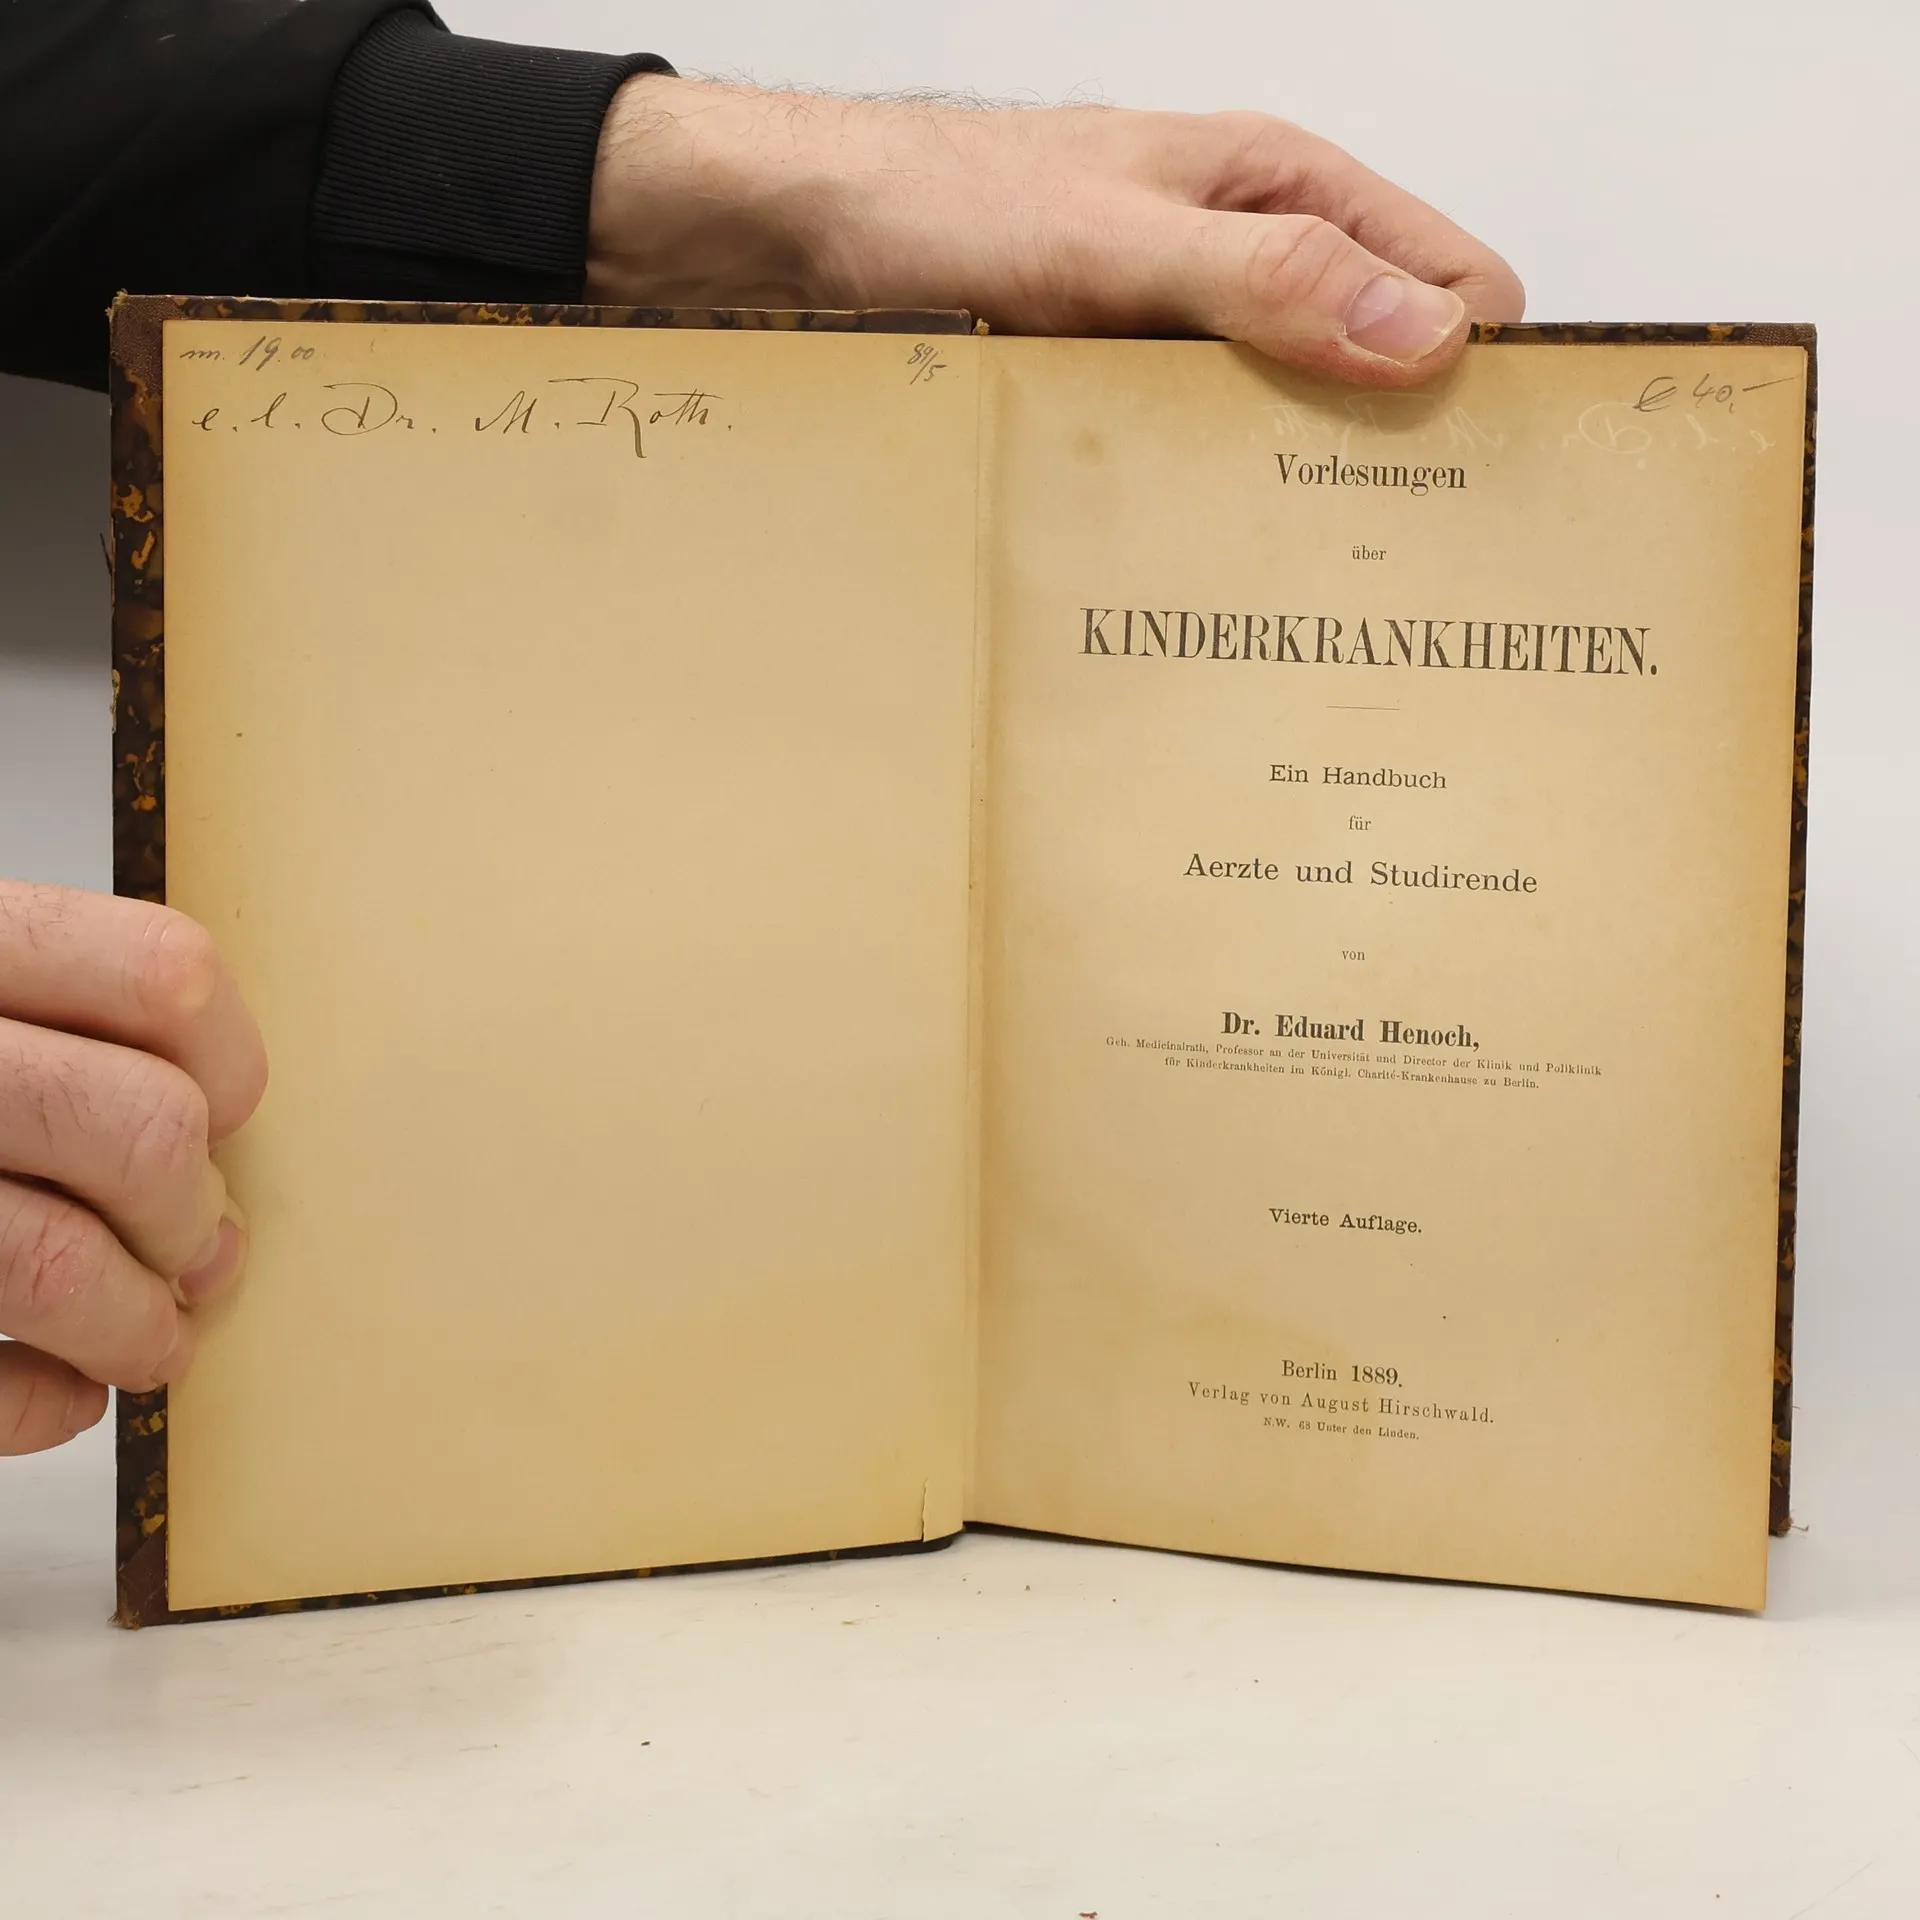 m. 19.00
89/5
e. l. Dr. M. Roth.
€ 40,-
Vorlesungen
über
KINDERKRANKHEITEN.
Ein Handbuch
für
Aerzte und Studirende
von
Dr. Eduard Henoch,
Geh. Medicinalrath, Professor an der Universität und Director der Klinik und Poliklinik
für Kinderkrankheiten im Königl. Charité-Krankenhause zu Berlin.
Vierte Auflage.
Berlin 1889.
Verlag von August Hirschwald.
N.W. 68 Unter den Linden.